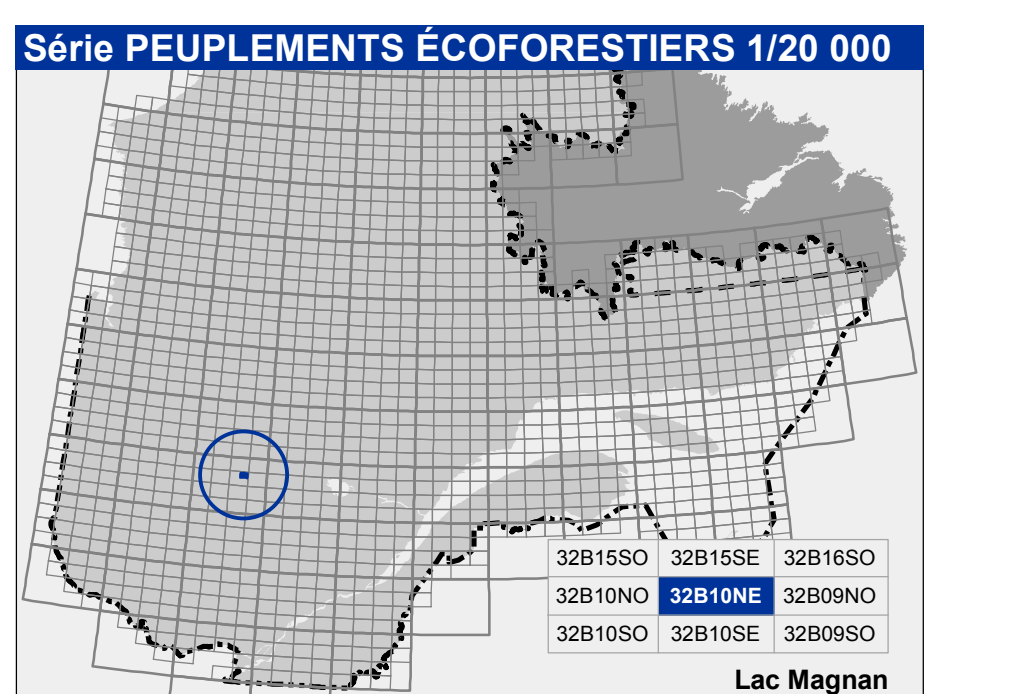 Série PEUPLEMENTS ÉCOFORESTIERS 1/20 000
32B15SO 32B15SE 32B16SO
32B10NO 32B10NE 32B09NO
32B10SO 32B10SE 32B09SO
Lac Magnan